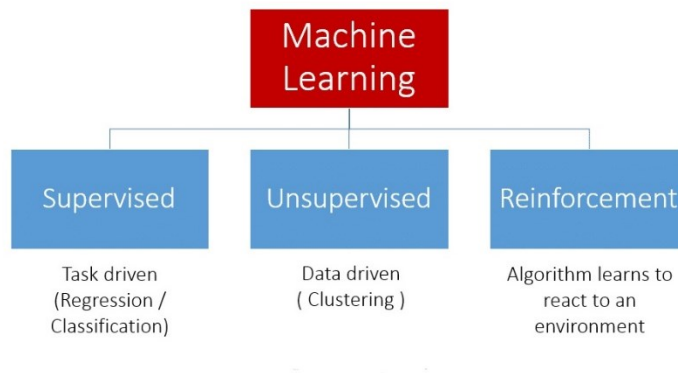 Machine
Learning
Supervised
Unsupervised
Reinforcement
Task driven
(Regression /
Classification)
Data driven
( Clustering )
Algorithm learns to
react to an
environment